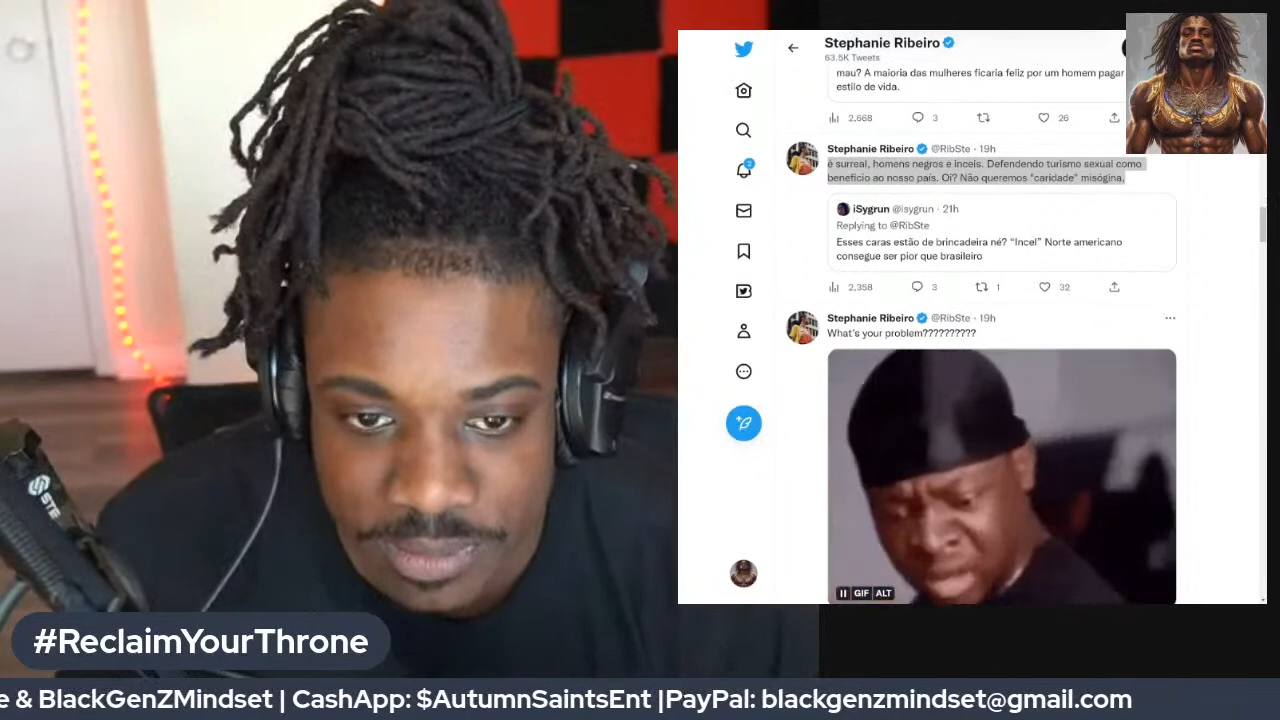 Stephanie Ribeiro
63.5K Tweets
mau? A maioria das mulheres ficaria feliz por um homem pagar
estilo de vida.
2,668 3 26
Stephanie Ribeiro @RibSte · 19h
é surreal, homens negros e inceis. Defendendo turismo sexual como
beneficio ao nosso país. Oi? Não queremos "caridade" misógina.
iSygrun @isygrun · 21h
Replying to @RibSte
Esses caras estão de brincadeira né? “Incel” Norte americano
consegue ser pior que brasileiro
2,358 3 1 32
Stephanie Ribeiro @RibSte · 19h
What's your problem??????????
GIF ALT
STE
#ReclaimYourThrone
e & BlackGenZMindset | CashApp: $AutumnSaintsEnt |PayPal: blackgenzmindset@gmail.com